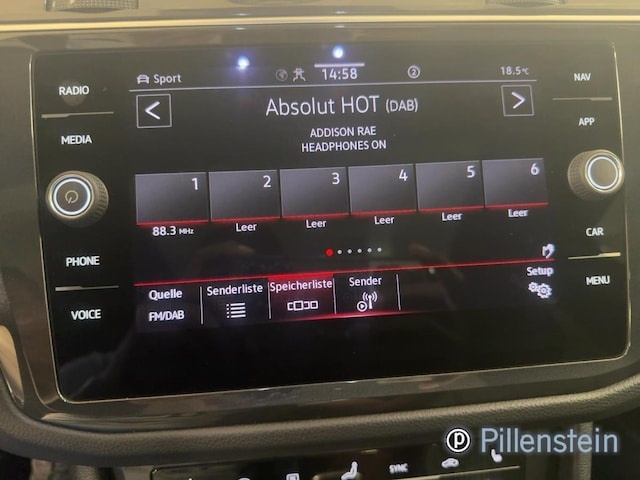 Sport
14:58
2
18.5°C
RADIO
MEDIA
PHONE
VOICE
NAV
APP
CAR
MENU
<
>
Absolut HOT (DAB)
ADDISON RAE
HEADPHONES ON
1 2 3 4 5 6
88.3 MHz Leer Leer Leer Leer Leer
Setup
Quelle Senderliste Speicherliste Sender
FM/DAB
SYNC
P Pillenstein